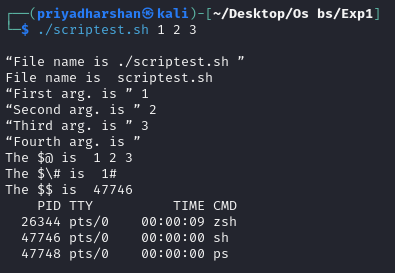 ┌──(priyadharshan㉿kali)-[~/Desktop/Os bs/Exp1]
└─$ ./scriptest.sh 1 2 3
“File name is ./scriptest.sh ”
File name is  scriptest.sh
“First arg. is ” 1
“Second arg. is ” 2
“Third arg. is ” 3
“Fourth arg. is ”
The $@ is  1 2 3
The $\# is  1#
The $$ is  47746
    PID TTY          TIME CMD
  26344 pts/0    00:00:09 zsh
  47746 pts/0    00:00:00 sh
  47748 pts/0    00:00:00 ps